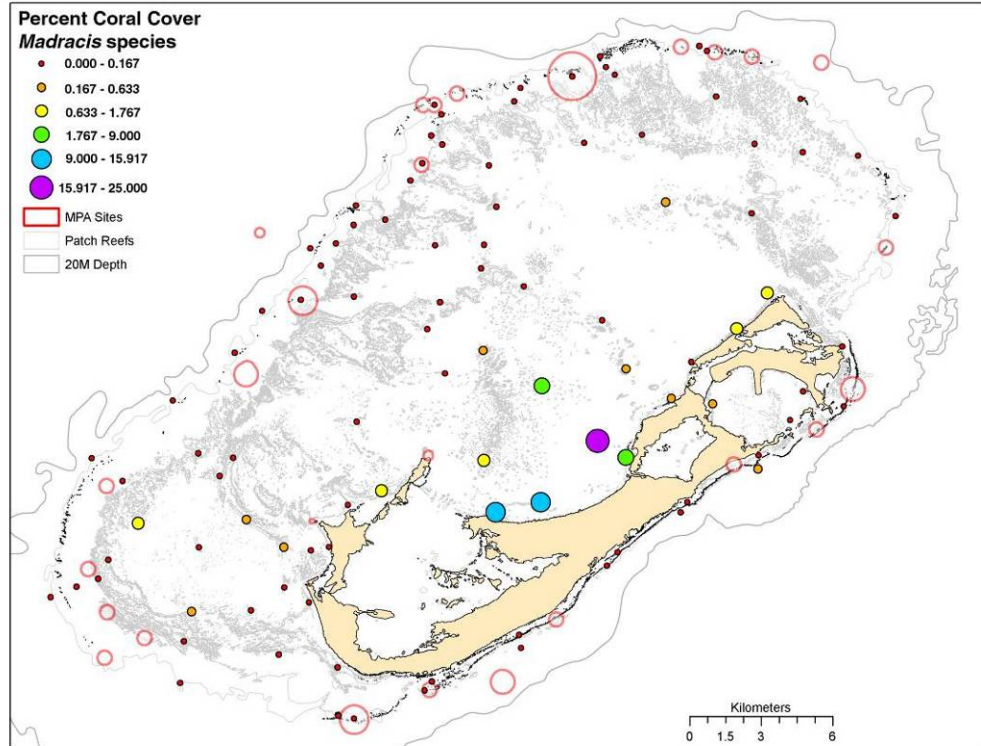 Percent Coral Cover
Madracis species
0.000 - 0.167
0.167 - 0.633
0.633 - 1.767
1.767 - 9.000
9.000 - 15.917
15.917 - 25.000
MPA Sites
Patch Reefs
20M Depth
Kilometers
0 1.5 3 6